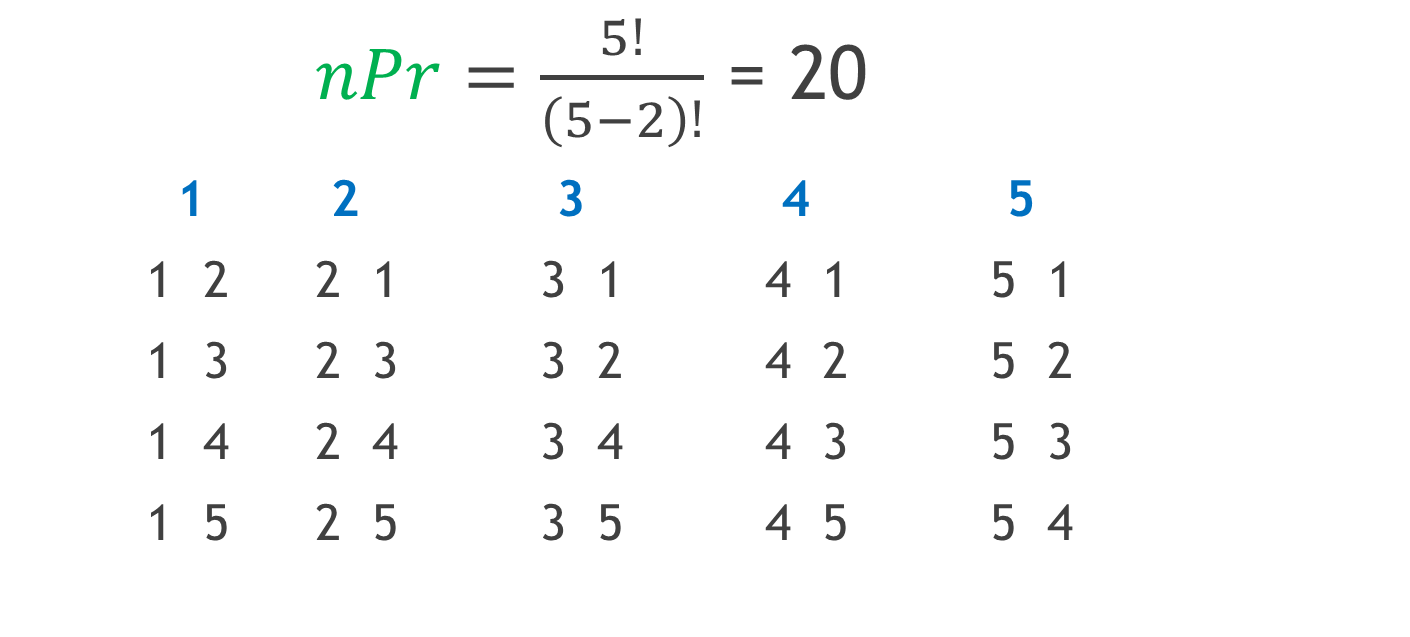 nPr = 5!/(5−2)! = 20
1 2 3 4 5
1 2 2 1 3 1 4 1 5 1
1 3 2 3 3 2 4 2 5 2
1 4 2 4 3 4 4 3 5 3
1 5 2 5 3 5 4 5 5 4